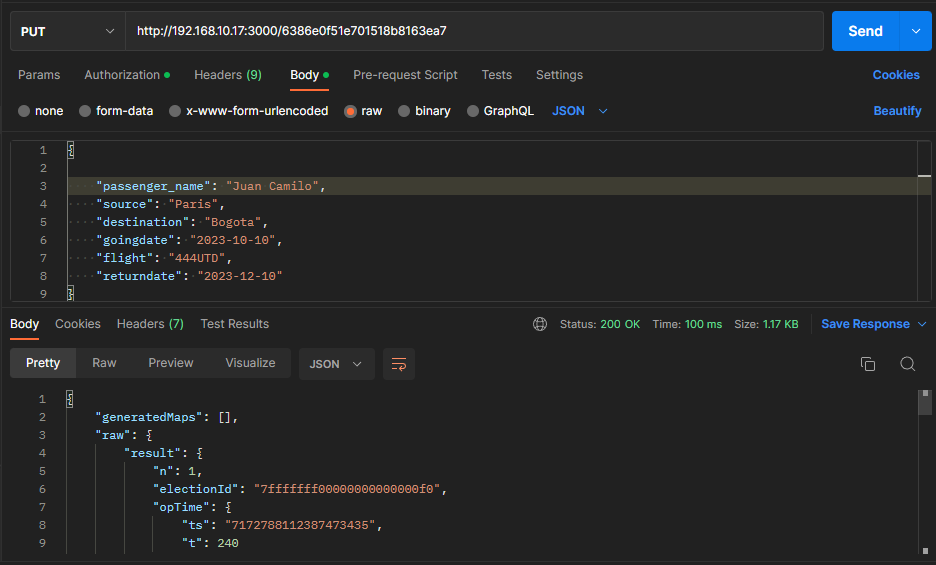 PUT http://192.168.10.17:3000/6386e0f51e701518b8163ea7 Send
Params Authorization Headers (9) Body Pre-request Script Tests Settings Cookies
none form-data x-www-form-urlencoded raw binary GraphQL JSON Beautify
1 {
2
3 "passenger_name": "Juan Camilo",
4 "source": "Paris",
5 "destination": "Bogota",
6 "goingdate": "2023-10-10",
7 "flight": "444UTD",
8 "returndate": "2023-12-10"
9 }
Body Cookies Headers (7) Test Results Status: 200 OK Time: 100 ms Size: 1.17 KB Save Response
Pretty Raw Preview Visualize JSON
1 {
2 "generatedMaps": [],
3 "raw": {
4 "result": {
5 "n": 1,
6 "electionId": "7fffffff00000000000000f0",
7 "opTime": {
8 "ts": "7172788112387473435",
9 "t": 240